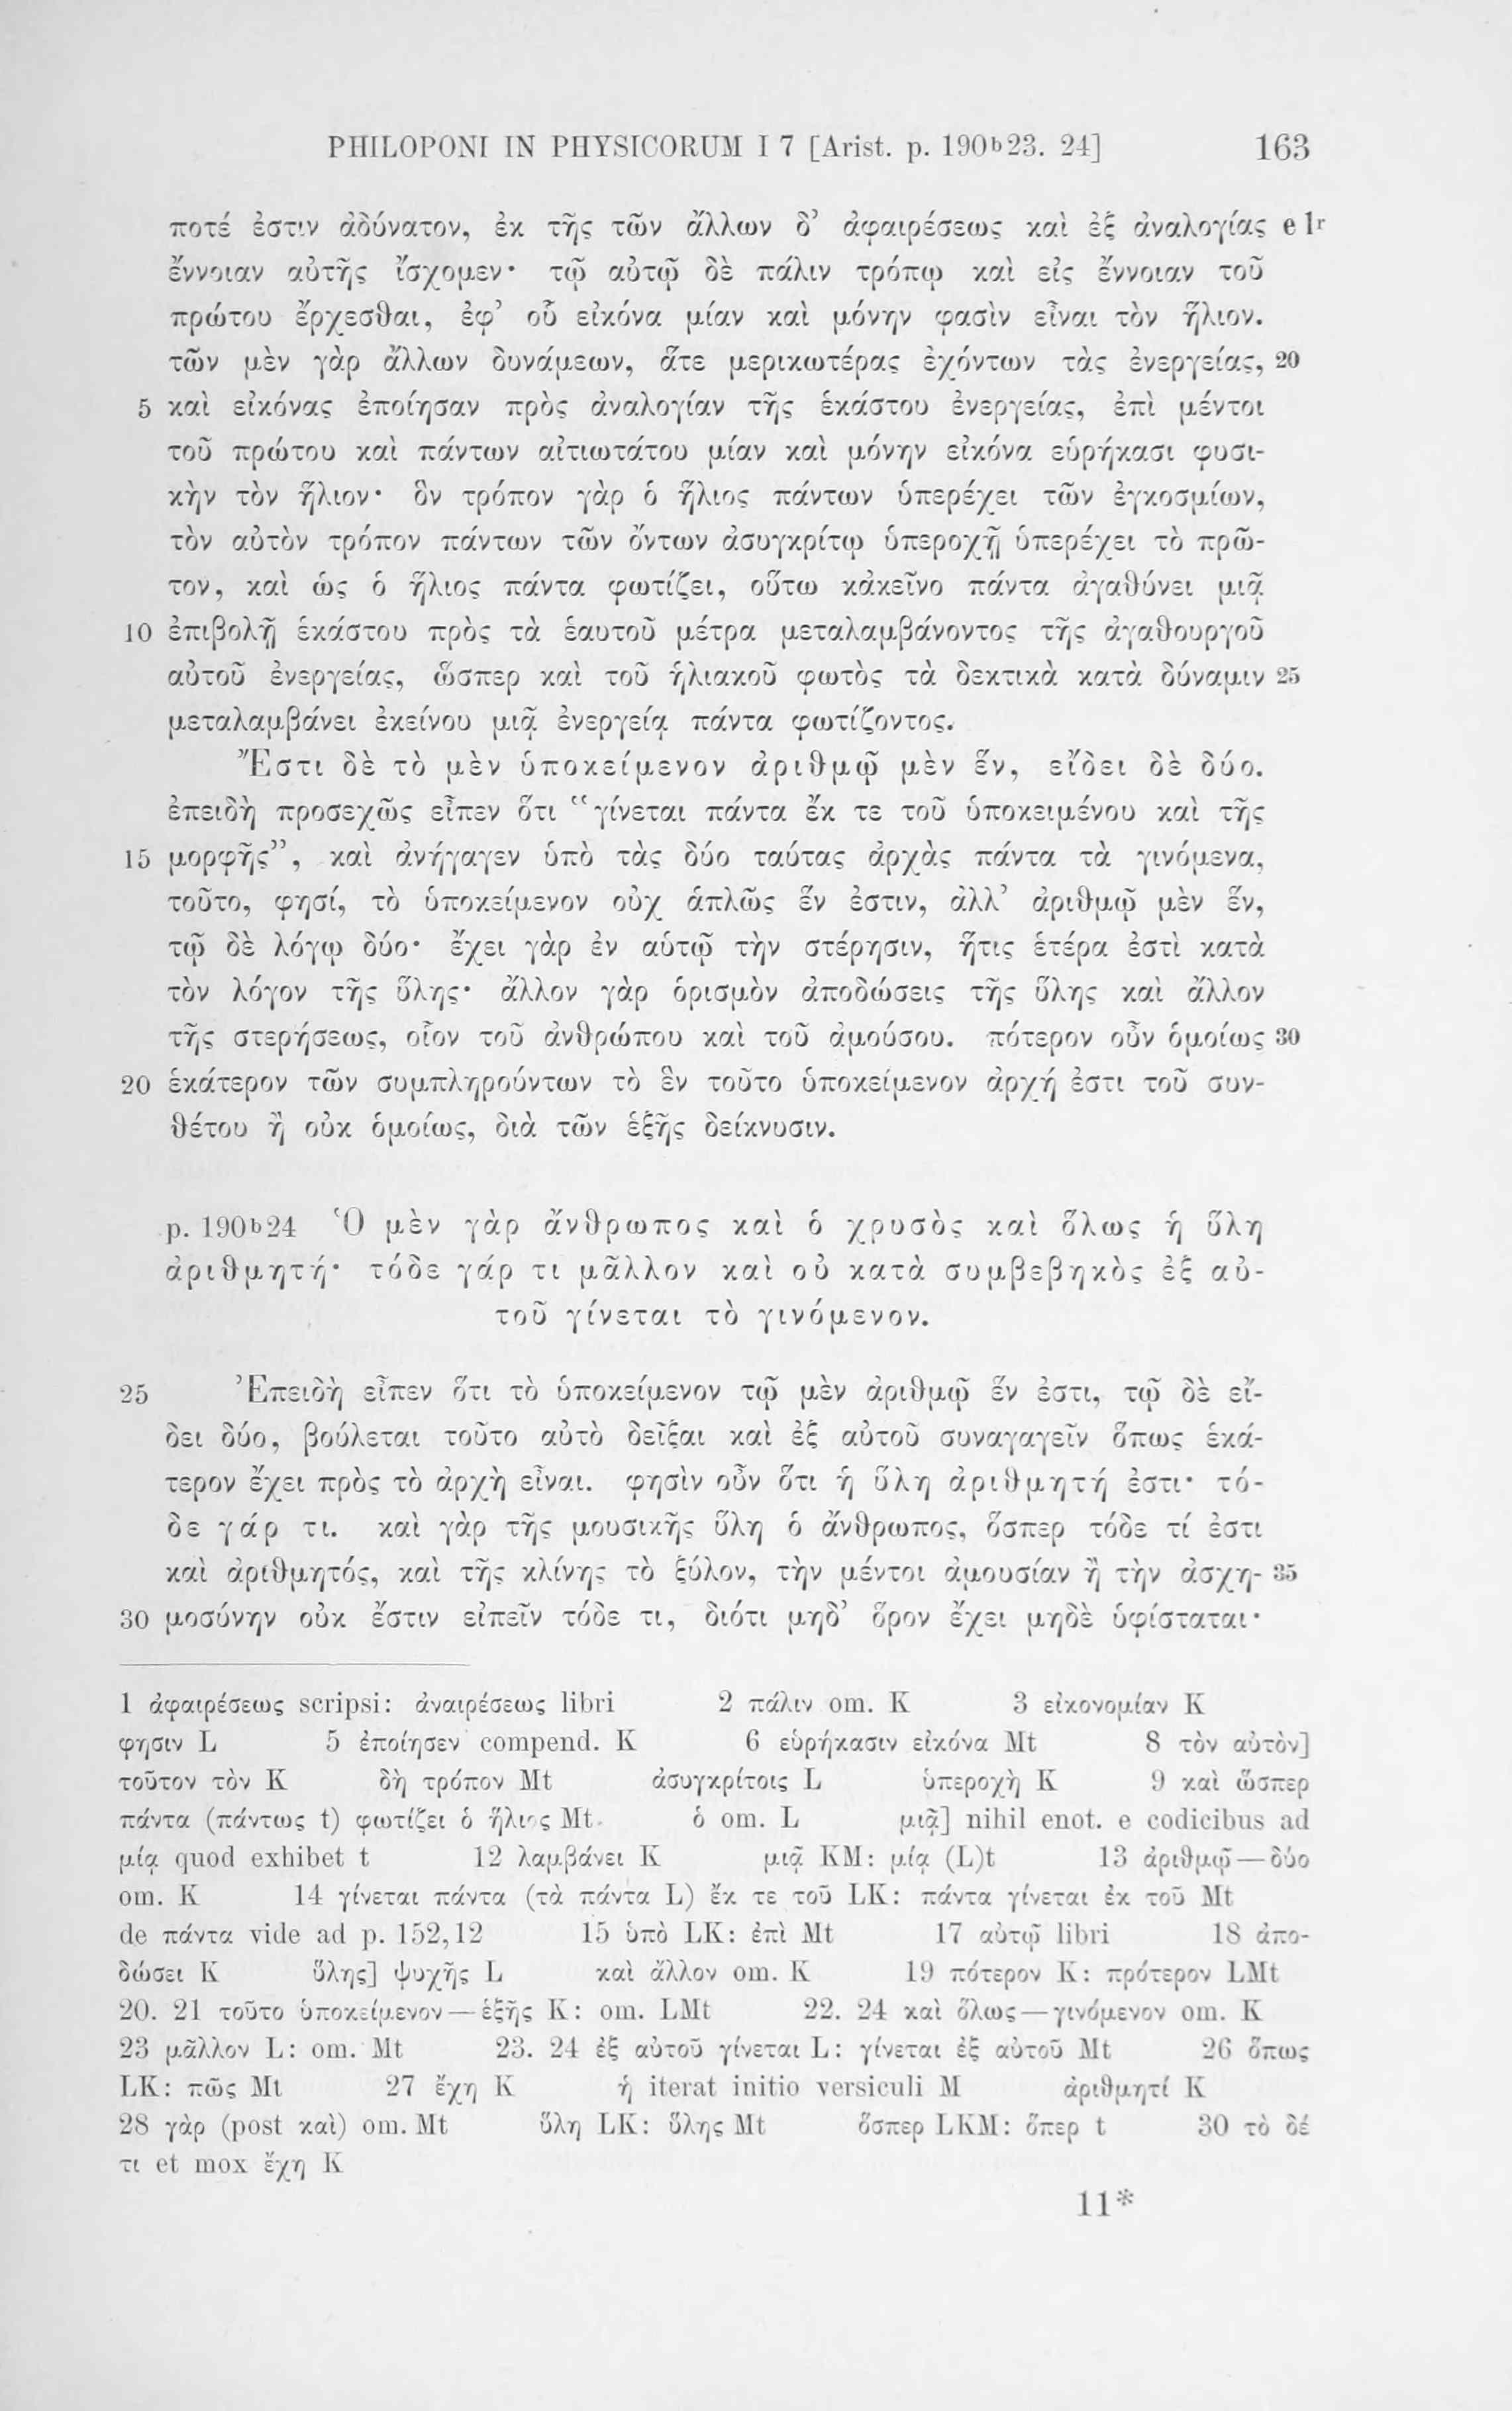 PHILOPONI IN PHYSICORUM I 7 [Arist. p. 190ᵇ23. 24] 163
ποτέ ἐστιν ἀδύνατον, ἐκ τῆς τῶν ἄλλων δ’ ἀφαιρέσεως καὶ ἐξ ἀναλογίας e 1ʳ
ἔννοιαν αὐτῆς ἴσχομεν· τῷ αὐτῷ δὲ πάλιν τρόπῳ καὶ εἰς ἔννοιαν τοῦ
πρώτου ἔρχεσθαι, ἐφ’ οὗ εἰκόνα μίαν καὶ μόνην φασὶν εἶναι τὸν ἥλιον.
τῶν μὲν γὰρ ἄλλων δυνάμεων, ἅτε μερικωτέρας ἐχόντων τὰς ἐνεργείας, 20
5 καὶ εἰκόνας ἐποίησαν πρὸς ἀναλογίαν τῆς ἑκάστου ἐνεργείας, ἐπὶ μέντοι
τοῦ πρώτου καὶ πάντων αἰτιωτάτου μίαν καὶ μόνην εἰκόνα εὑρήκασι φυσι-
κὴν τὸν ἥλιον· ὃν τρόπον γὰρ ὁ ἥλιος πάντων ὑπερέχει τῶν ἐγκοσμίων,
τὸν αὐτὸν τρόπον πάντων τῶν ὄντων ἀσυγκρίτῳ ὑπεροχῇ ὑπερέχει τὸ πρῶ-
τον, καὶ ὡς ὁ ἥλιος πάντα φωτίζει, οὕτω κἀκεῖνο πάντα ἀγαθύνει μιᾷ
10 ἐπιβολῇ ἑκάστου πρὸς τὰ ἑαυτοῦ μέτρα μεταλαμβάνοντος τῆς ἀγαθουργοῦ
αὐτοῦ ἐνεργείας, ὥσπερ καὶ τοῦ ἡλιακοῦ φωτὸς τὰ δεκτικὰ κατὰ δύναμιν 25
μεταλαμβάνει ἐκείνου μιᾷ ἐνεργείᾳ πάντα φωτίζοντος.
Ἔστι δὲ τὸ μὲν ὑποκείμενον ἀριθμῷ μὲν ἕν, εἴδει δὲ δύο.
ἐπειδὴ προσεχῶς εἶπεν ὅτι “γίνεται πάντα ἔκ τε τοῦ ὑποκειμένου καὶ τῆς
15 μορφῆς”, καὶ ἀνήγαγεν ὑπὸ τὰς δύο ταύτας ἀρχὰς πάντα τὰ γινόμενα,
τοῦτο, φησί, τὸ ὑποκείμενον οὐχ ἁπλῶς ἕν ἐστιν, ἀλλ’ ἀριθμῷ μὲν ἕν,
τῷ δὲ λόγῳ δύο· ἔχει γὰρ ἐν αὑτῷ τὴν στέρησιν, ἥτις ἑτέρα ἐστὶ κατὰ
τὸν λόγον τῆς ὕλης· ἄλλον γὰρ ὁρισμὸν ἀποδώσεις τῆς ὕλης καὶ ἄλλον
τῆς στερήσεως, οἷον τοῦ ἀνθρώπου καὶ τοῦ ἀμούσου. πότερον οὖν ὁμοίως 30
20 ἑκάτερον τῶν συμπληρούντων τὸ ἓν τοῦτο ὑποκείμενον ἀρχή ἐστι τοῦ συν-
θέτου ἢ οὐκ ὁμοίως, διὰ τῶν ἑξῆς δείκνυσιν.
p. 190ᵇ24 Ὁ μὲν γὰρ ἄνθρωπος καὶ ὁ χρυσὸς καὶ ὅλως ἡ ὕλη
ἀριθμητή· τόδε γάρ τι μᾶλλον καὶ οὐ κατὰ συμβεβηκὸς ἐξ αὐ-
τοῦ γίνεται τὸ γινόμενον.
25 Ἐπειδὴ εἶπεν ὅτι τὸ ὑποκείμενον τῷ μὲν ἀριθμῷ ἕν ἐστι, τῷ δὲ εἴ-
δει δύο, βούλεται τοῦτο αὐτὸ δεῖξαι καὶ ἐξ αὐτοῦ συναγαγεῖν ὅπως ἑκά-
τερον ἔχει πρὸς τὸ ἀρχὴ εἶναι. φησὶν οὖν ὅτι ἡ ὕλη ἀριθμητή ἐστι· τό-
δε γάρ τι. καὶ γὰρ τῆς μουσικῆς ὕλη ὁ ἄνθρωπος, ὅσπερ τόδε τί ἐστι
καὶ ἀριθμητός, καὶ τῆς κλίνης τὸ ξύλον, τὴν μέντοι ἀμουσίαν ἢ τὴν ἀσχη- 35
30 μοσύνην οὐκ ἔστιν εἰπεῖν τόδε τι, διότι μηδ’ ὅρον ἔχει μηδὲ ὑφίσταται·
1 ἀφαιρέσεως scripsi: ἀναιρέσεως libri 2 πάλιν om. K 3 εἰκονομίαν K
φησιν L 5 ἐποίησεν compend. K 6 εὑρήκασιν εἰκόνα Mt 8 τὸν αὐτὸν]
τοῦτον τὸν K δὴ τρόπον Mt ἀσυγκρίτοις L ὑπεροχὴ K 9 καὶ ὥσπερ
πάντα (πάντως t) φωτίζει ὁ ἥλιος Mt ὁ om. L μιᾷ] nihil enot. e codicibus ad
μία quod exhibet t 12 λαμβάνει K μιᾷ KM: μία (L)t 13 ἀριθμῷ — δύο
om. K 14 γίνεται πάντα (τὰ πάντα L) ἔκ τε τοῦ LK: πάντα γίνεται ἐκ τοῦ Mt
de πάντα vide ad p. 152,12 15 ὑπὸ LK: ἐπὶ Mt 17 αὐτῷ libri 18 ἀπο-
δώσει K ὕλης] ψυχῆς L καὶ ἄλλον om. K 19 πότερον K: πρότερον LMt
20. 21 τοῦτο ὑποκείμενον — ἑξῆς K: om. LMt 22. 24 καὶ ὅλως — γινόμενον om. K
23 μᾶλλον L: om. Mt 23. 24 ἐξ αὐτοῦ γίνεται L: γίνεται ἐξ αὐτοῦ Mt 26 ὅπως
LK: πῶς Mt 27 ἔχη K ἡ iterat initio versiculi M ἀριθμητί K
28 γὰρ (post καὶ) om. Mt ὕλη LK: ὕλης Mt ὅσπερ LKM: ὅπερ t 30 τὸ δέ
τι et mox ἔχη K
11*